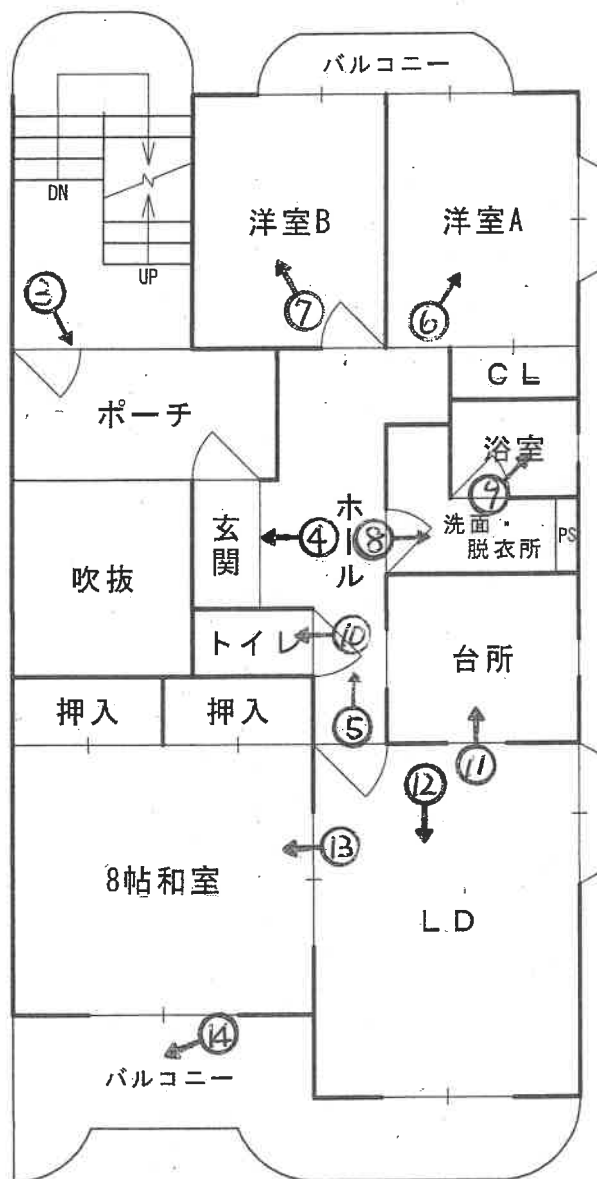 バルコニー
DN
UP
洋室B
洋室A
③
⑦
⑥
CL
ポーチ
浴室
⑨
玄関
④
ホール
⑧
洗面・
脱衣所
PS
吹抜
トイレ
⑩
台所
押入
押入
⑤
⑪
⑫
⑬
8帖和室
LD
⑭
バルコニー